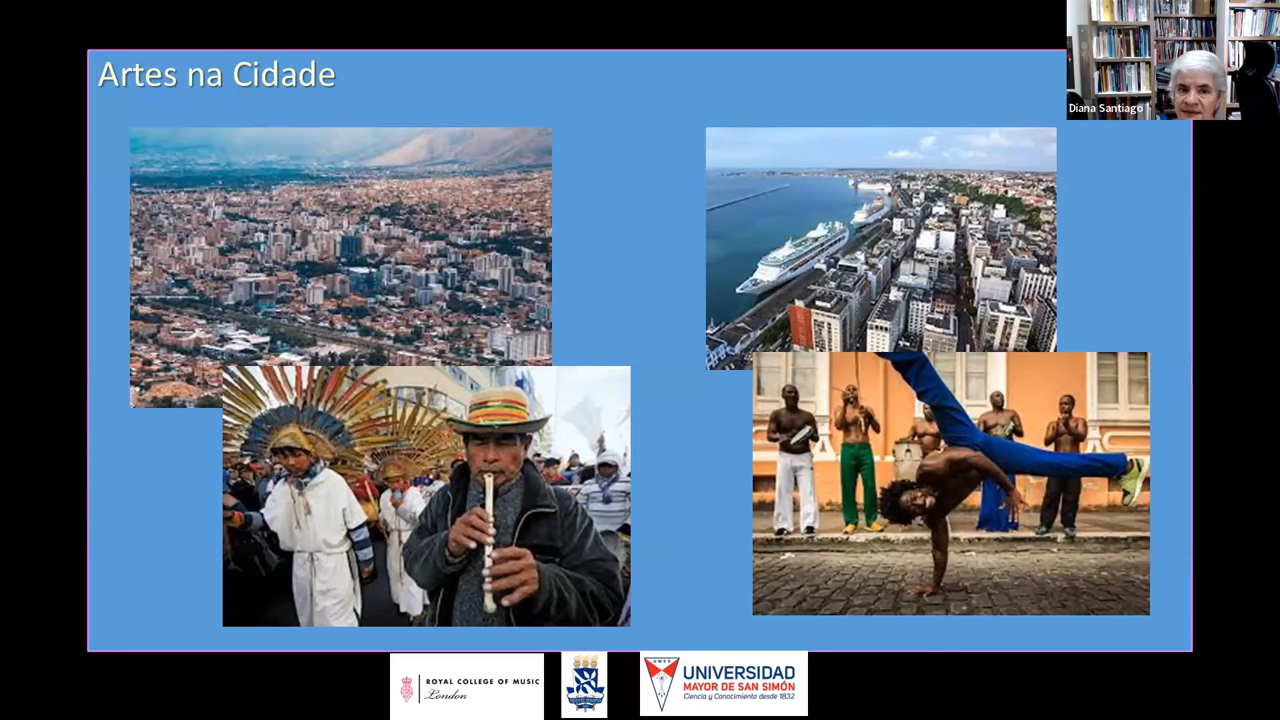 Artes na Cidade
Diana Santiago
ROYAL COLLEGE OF MUSIC
London
UMSS
UNIVERSIDAD
MAYOR DE SAN SIMÓN
Ciencia y Conocimiento desde 1832